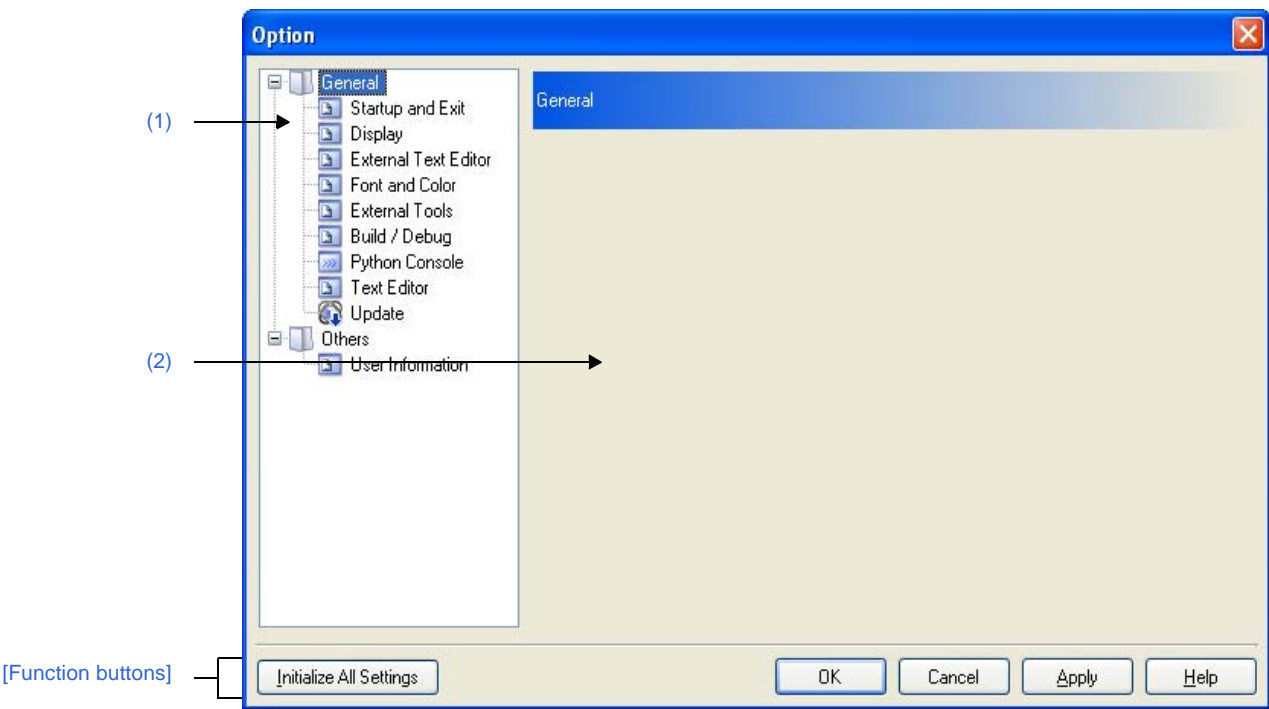 Option
General
General
(1)
Startup and Exit
Display
External Text Editor
Font and Color
External Tools
Build / Debug
Python Console
Text Editor
Update
Others
(2)
User Information
[Function buttons]
Initialize All Settings
OK
Cancel
Apply
Help